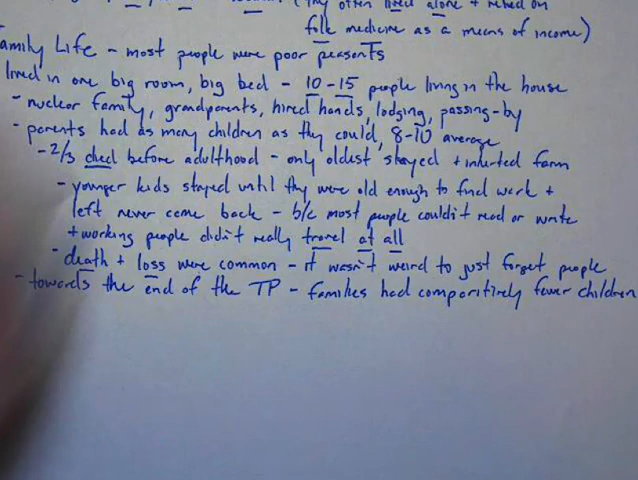 (they often lived alone + relied on
folk medicine as a means of income)
amily Life - most people were poor peasants
lived in one big room, big bed - 10-15 people living in the house
- nuclear family, grandparents, hired hands, lodging, passing-by
- parents had as many children as they could, 8-10 average
- 2/3 died before adulthood - only oldest stayed + inherited farm
- younger kids stayed until they were old enough to find work +
left never come back - b/c most people couldn't read or write
+ working people didn't really travel at all
- death + loss were common - it wasn't weird to just forget people
- towards the end of the TP - families had comparitively fewer children